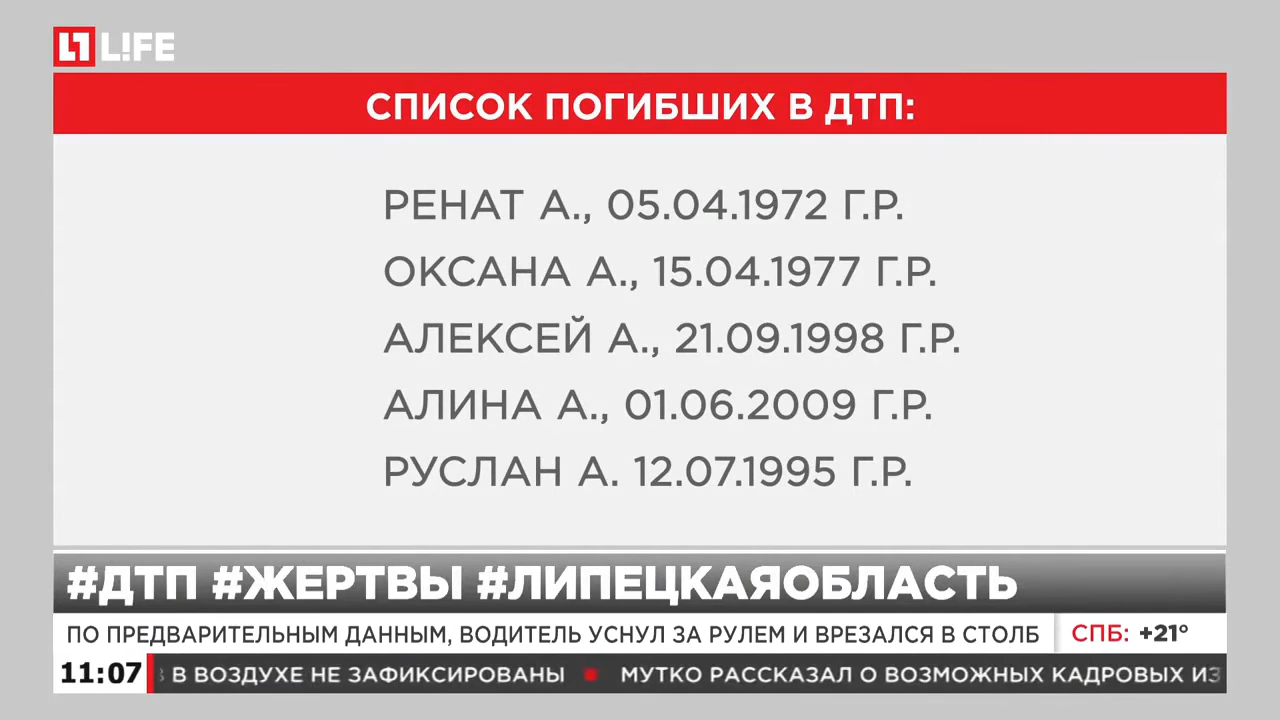 L!FE
СПИСОК ПОГИБШИХ В ДТП:
РЕНАТ А., 05.04.1972 Г.Р.
ОКСАНА А., 15.04.1977 Г.Р.
АЛЕКСЕЙ А., 21.09.1998 Г.Р.
АЛИНА А., 01.06.2009 Г.Р.
РУСЛАН А. 12.07.1995 Г.Р.
#ДТП #ЖЕРТВЫ #ЛИПЕЦКАЯОБЛАСТЬ
ПО ПРЕДВАРИТЕЛЬНЫМ ДАННЫМ, ВОДИТЕЛЬ УСНУЛ ЗА РУЛЕМ И ВРЕЗАЛСЯ В СТОЛБ СПБ: +21°
11:07 В ВОЗДУХЕ НЕ ЗАФИКСИРОВАНЫ МУТКО РАССКАЗАЛ О ВОЗМОЖНЫХ КАДРОВЫХ